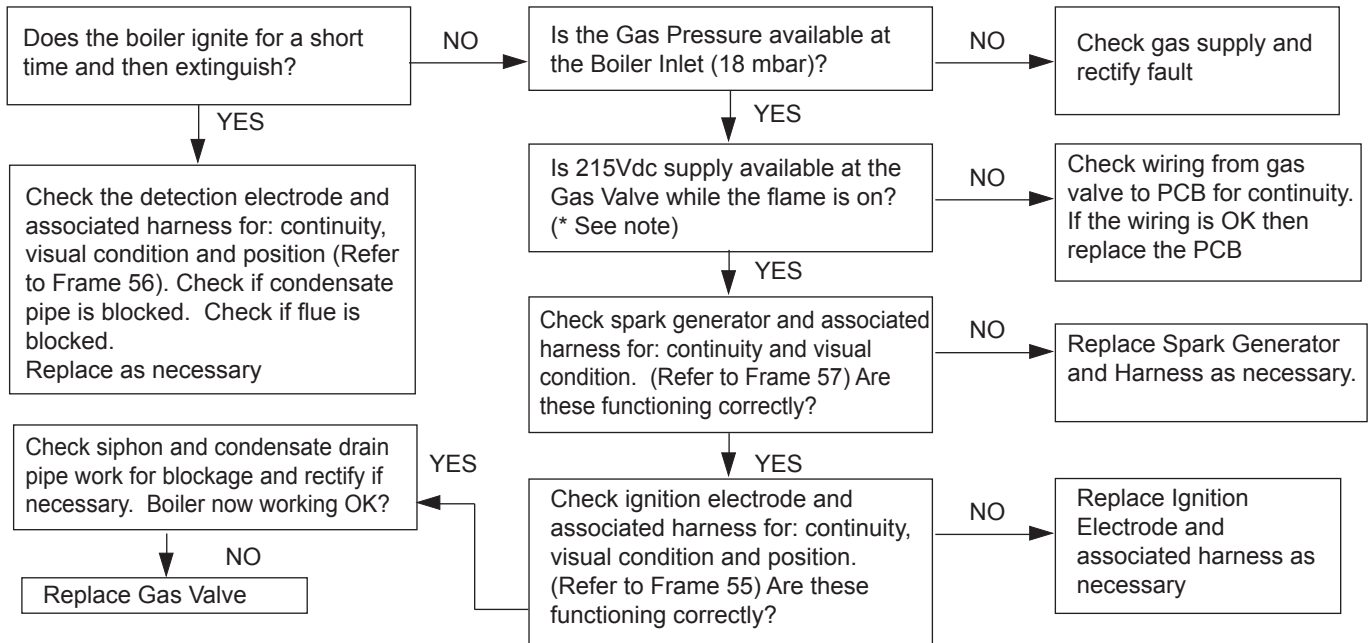 Does the boiler ignite for a short
time and then extinguish?
NO
Is the Gas Pressure available at
the Boiler Inlet (18 mbar)?
NO
Check gas supply and
rectify fault
YES
YES
Check the detection electrode and
associated harness for: continuity,
visual condition and position (Refer
to Frame 56). Check if condensate
pipe is blocked. Check if flue is
blocked.
Replace as necessary
Is 215Vdc supply available at the
Gas Valve while the flame is on?
(* See note)
NO
Check wiring from gas
valve to PCB for continuity.
If the wiring is OK then
replace the PCB
YES
Check spark generator and associated
harness for: continuity and visual
condition. (Refer to Frame 57) Are
these functioning correctly?
NO
Replace Spark Generator
and Harness as necessary.
YES
Check ignition electrode and
associated harness for: continuity,
visual condition and position.
(Refer to Frame 55) Are these
functioning correctly?
NO
Replace Ignition
Electrode and
associated harness as
necessary
YES
Check siphon and condensate drain
pipe work for blockage and rectify if
necessary. Boiler now working OK?
NO
Replace Gas Valve